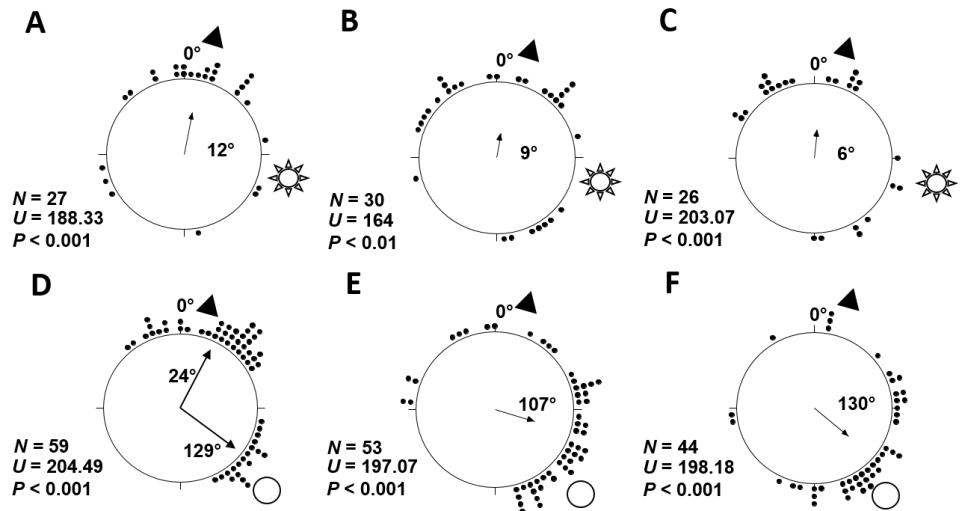 A
0°
12°
N = 27
U = 188.33
P < 0.001
B
0°
9°
N = 30
U = 164
P < 0.01
C
0°
6°
N = 26
U = 203.07
P < 0.001
D
0°
24°
129°
N = 59
U = 204.49
P < 0.001
E
0°
107°
N = 53
U = 197.07
P < 0.001
F
0°
130°
N = 44
U = 198.18
P < 0.001